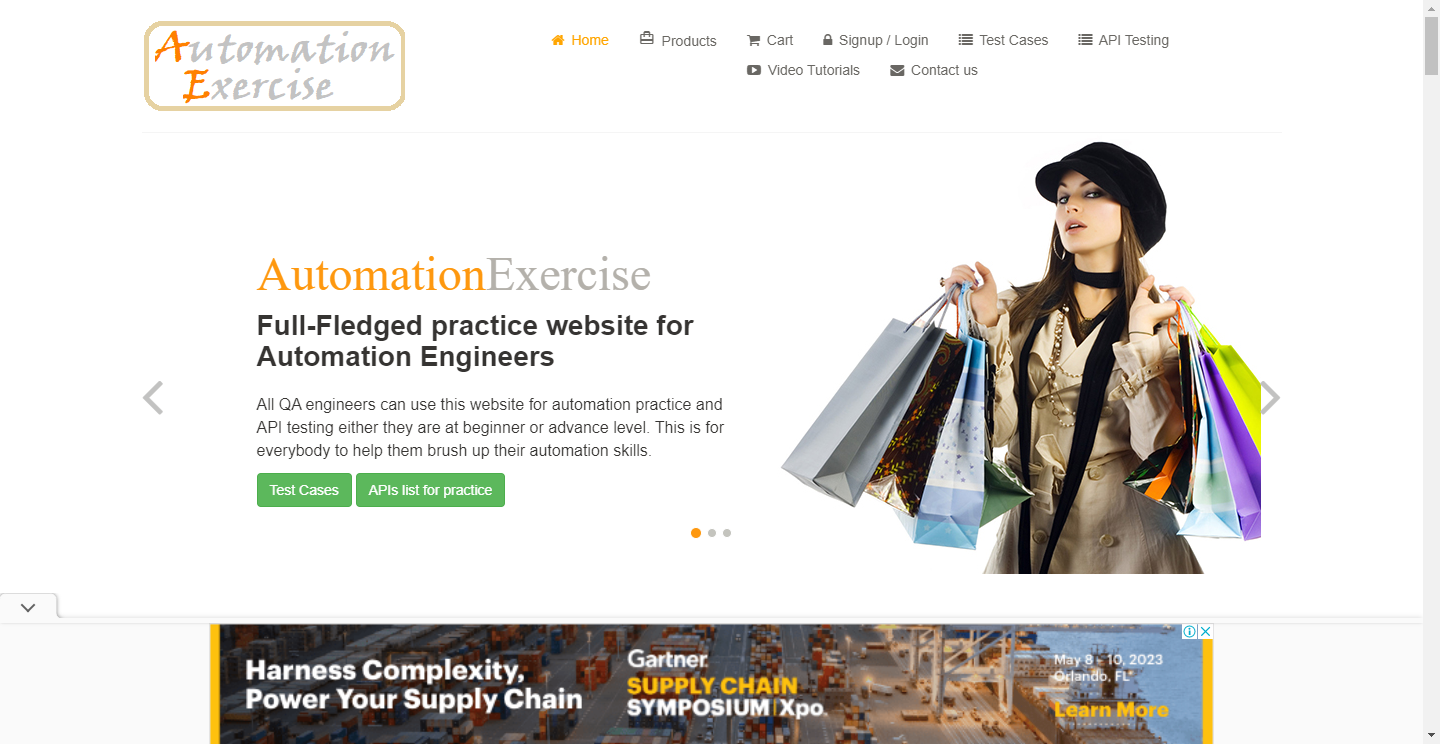 Automation
Exercise
Home Products Cart Signup / Login Test Cases API Testing
Video Tutorials Contact us
AutomationExercise
Full-Fledged practice website for
Automation Engineers
All QA engineers can use this website for automation practice and
API testing either they are at beginner or advance level. This is for
everybody to help them brush up their automation skills.
Test Cases APIs list for practice
Harness Complexity,
Power Your Supply Chain
Gartner
SUPPLY CHAIN
SYMPOSIUM | Xpo
May 8 – 10, 2023
Orlando, FL
Learn More